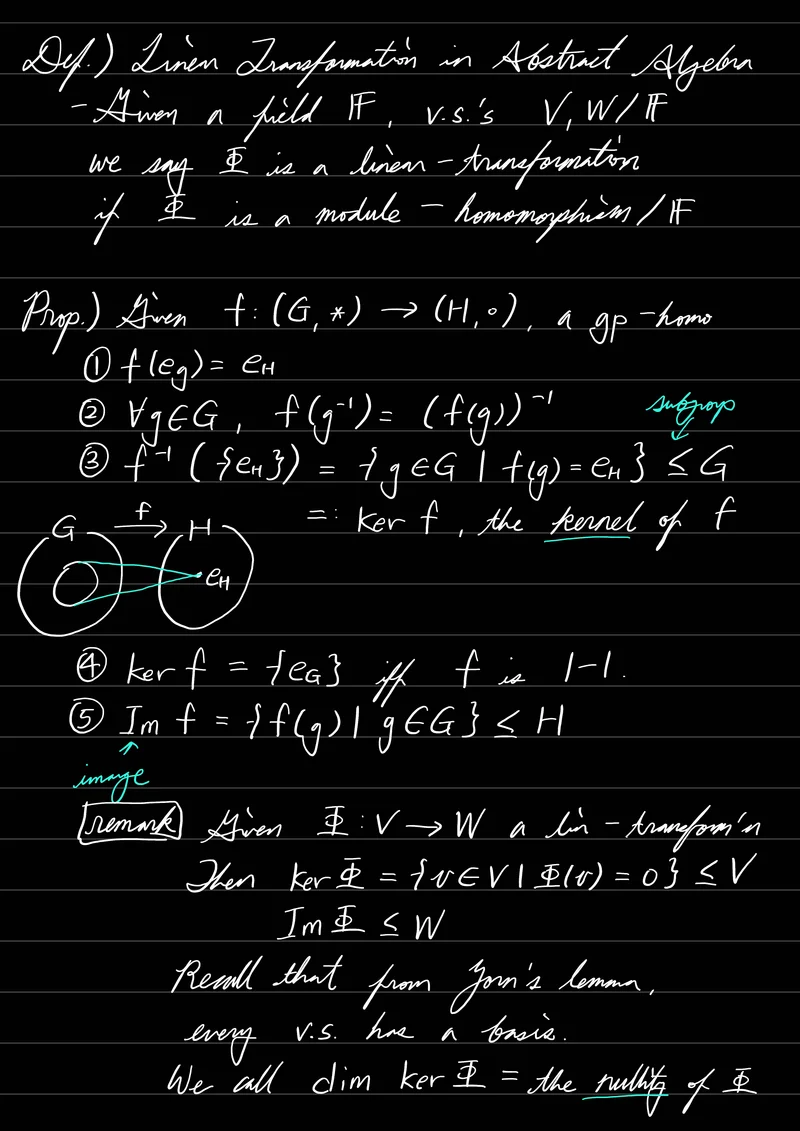 Def.) Linear Transformation in Abstract Algebra
- Given a field 𝔽, v.s.'s V, W/𝔽
we say Φ is a linear-transformation
if Φ is a module-homomorphism/𝔽
Prop.) Given f: (G, *) → (H, ∘), a gp-homo
① f(e_g) = e_H
② ∀g∈G, f(g⁻¹) = (f(g))⁻¹
subgroup
③ f⁻¹({e_H}) = {g∈G | f(g) = e_H} ≤ G
=: ker f, the kernel of f
G f→ H
e_H
④ ker f = {e_G} iff f is 1-1.
⑤ Im f = {f(g) | g∈G} ≤ H
image
remark Given Φ: V → W a lin-transform'n
Then ker Φ = {v∈V | Φ(v) = 0} ≤ V
Im Φ ≤ W
Recall that from Zorn's lemma,
every v.s. has a basis.
We call dim ker Φ = the nullity of Φ